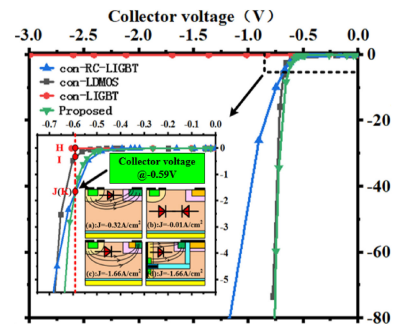 Collector voltage（V）
-3.0 -2.5 -2.0 -1.5 -1.0 -0.5 0.0
0
-20
-40
-60
-80
con-RC-LIGBT
con-LDMOS
con-LIGBT
Proposed
-0.6 -0.5 -0.4 -0.3 -0.2 -0.1 0.0
0
-1
-2
-3
-4
-5
H
I
J(K)
Collector voltage
@-0.59V
(a):J=-0.32A/cm²
(b):J=-0.01A/cm²
(c):J=-1.66A/cm²
(d):J=-1.66A/cm²